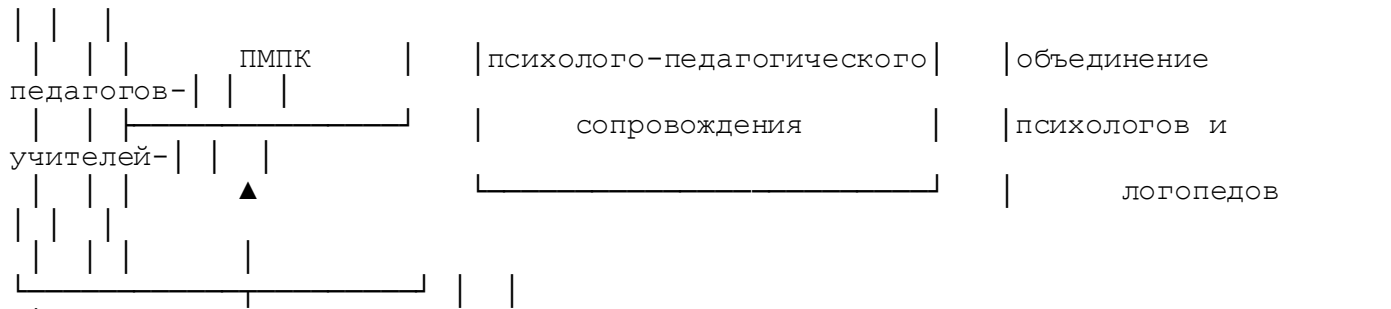 ПМПК психолого-педагогического объединение
педагогов-
сопровождения психологов и
учителей-
логопедов